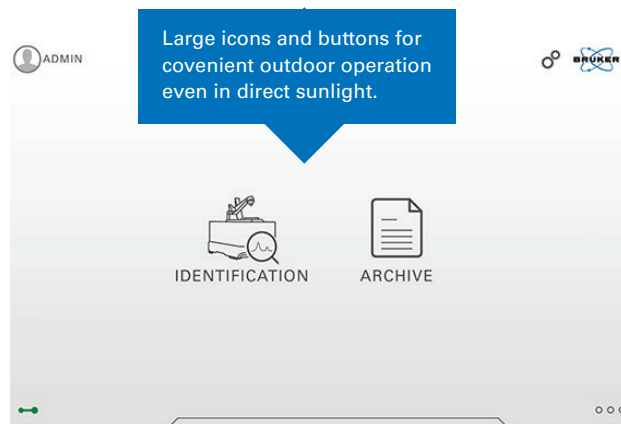 Large icons and buttons for
covenient outdoor operation
even in direct sunlight.
ADMIN
BRUKER
IDENTIFICATION
ARCHIVE